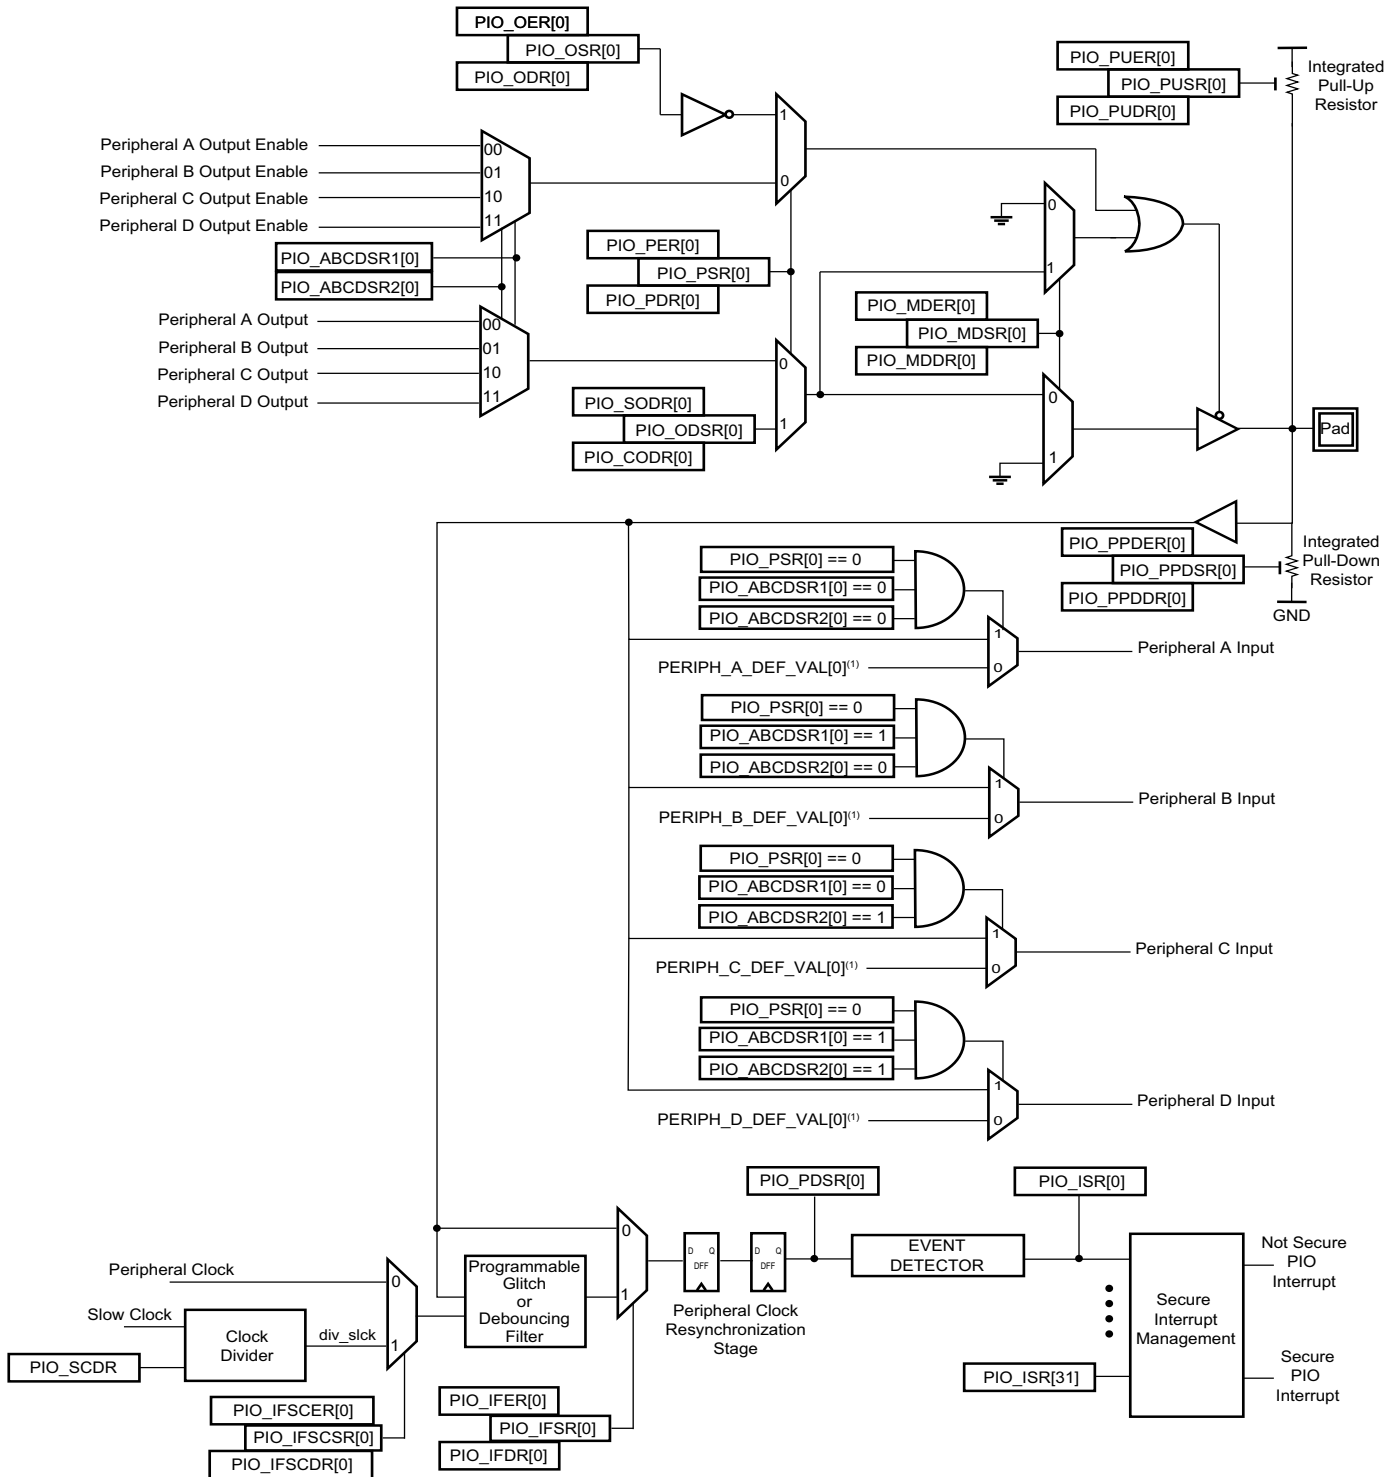 PIO_OER[0]
PIO_OSR[0]
PIO_ODR[0]
PIO_PUER[0]
PIO_PUSR[0]
PIO_PUDR[0]
Integrated
Pull-Up
Resistor
1
0
Peripheral A Output Enable
Peripheral B Output Enable
Peripheral C Output Enable
Peripheral D Output Enable
00
01
10
11
PIO_ABCDSR1[0]
PIO_ABCDSR2[0]
PIO_PER[0]
PIO_PSR[0]
PIO_PDR[0]
0
1
PIO_MDER[0]
PIO_MDSR[0]
PIO_MDDR[0]
Peripheral A Output
Peripheral B Output
Peripheral C Output
Peripheral D Output
00
01
10
11
0
1
PIO_SODR[0]
PIO_ODSR[0]
PIO_CODR[0]
0
1
Pad
PIO_PPDER[0]
PIO_PPDSR[0]
PIO_PPDDR[0]
Integrated
Pull-Down
Resistor
GND
PIO_PSR[0] == 0
PIO_ABCDSR1[0] == 0
PIO_ABCDSR2[0] == 0
1
0
PERIPH_A_DEF_VAL[0](1)
Peripheral A Input
PIO_PSR[0] == 0
PIO_ABCDSR1[0] == 1
PIO_ABCDSR2[0] == 0
1
0
PERIPH_B_DEF_VAL[0](1)
Peripheral B Input
PIO_PSR[0] == 0
PIO_ABCDSR1[0] == 0
PIO_ABCDSR2[0] == 1
1
0
PERIPH_C_DEF_VAL[0](1)
Peripheral C Input
PIO_PSR[0] == 0
PIO_ABCDSR1[0] == 1
PIO_ABCDSR2[0] == 1
1
0
PERIPH_D_DEF_VAL[0](1)
Peripheral D Input
PIO_PDSR[0]
PIO_ISR[0]
Peripheral Clock
Slow Clock
PIO_SCDR
Clock
Divider
div_slck
0
1
PIO_IFSCER[0]
PIO_IFSCSR[0]
PIO_IFSCDR[0]
Programmable
Glitch
or
Debouncing
Filter
0
1
PIO_IFER[0]
PIO_IFSR[0]
PIO_IFDR[0]
D Q
DFF
D Q
DFF
Peripheral Clock
Resynchronization
Stage
EVENT
DETECTOR
PIO_ISR[31]
Secure
Interrupt
Management
Not Secure
PIO
Interrupt
Secure
PIO
Interrupt